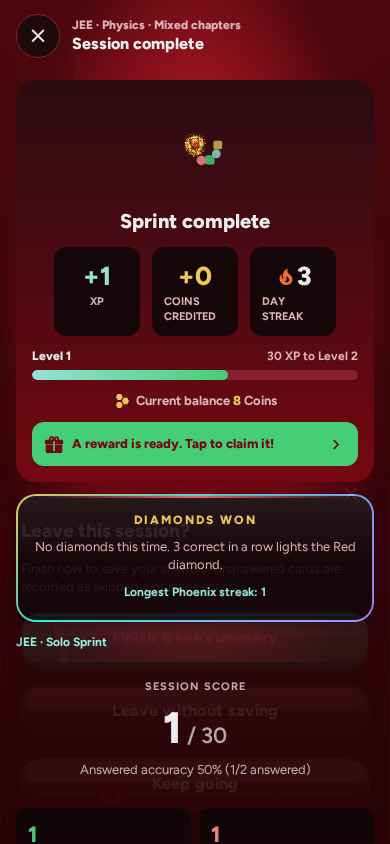 JEE · Physics · Mixed chapters
Session complete
Sprint complete
+1
XP
+0
COINS
CREDITED
3
DAY
STREAK
Level 1
30 XP to Level 2
Current balance 8 Coins
A reward is ready. Tap to claim it!
DIAMONDS WON
Leave this session?
No diamonds this time. 3 correct in a row lights the Red
diamond.
Longest Phoenix streak: 1
JEE · Solo Sprint
SESSION SCORE
Leave without saving
1 / 30
Answered accuracy 50% (1/2 answered)
Keep going
1
1